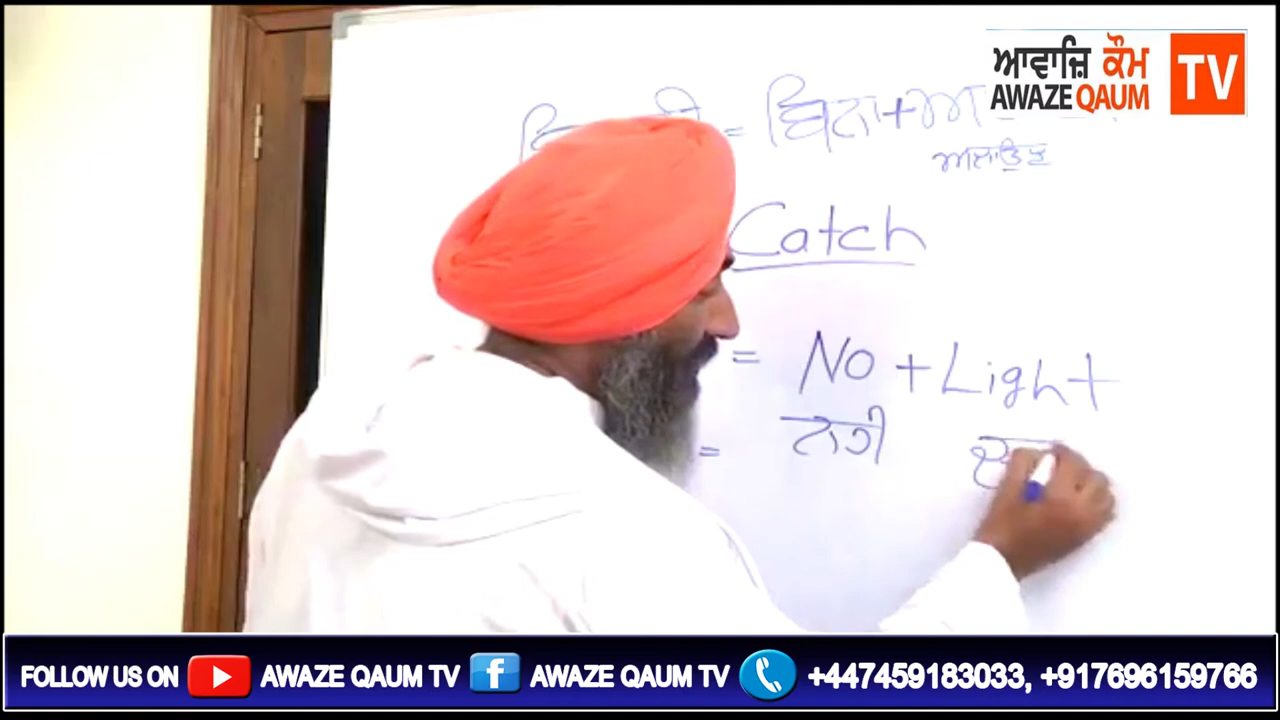 ਆਵਾਜ਼ਿ ਕੌਮ TV
AWAZE QAUM
= ਬਿਨਾ+
Catch
= No + Light
= ਨਹੀ
FOLLOW US ON AWAZE QAUM TV AWAZE QAUM TV +447459183033, +917696159766